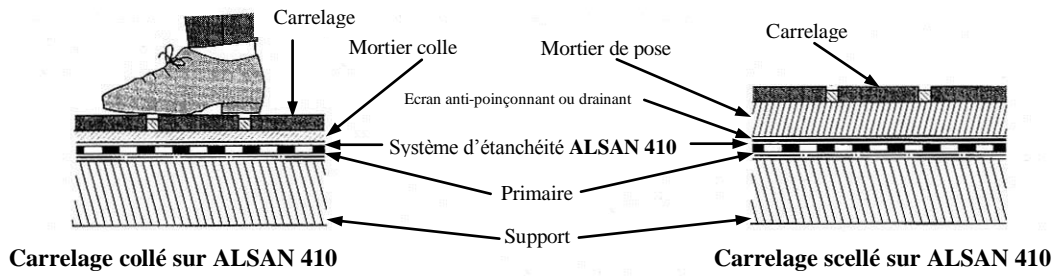 Carrelage
Mortier colle
Mortier de pose
Carrelage
Ecran anti-poinçonnant ou drainant
Système d'étanchéité ALSAN 410
Primaire
Support
Carrelage collé sur ALSAN 410
Carrelage scellé sur ALSAN 410